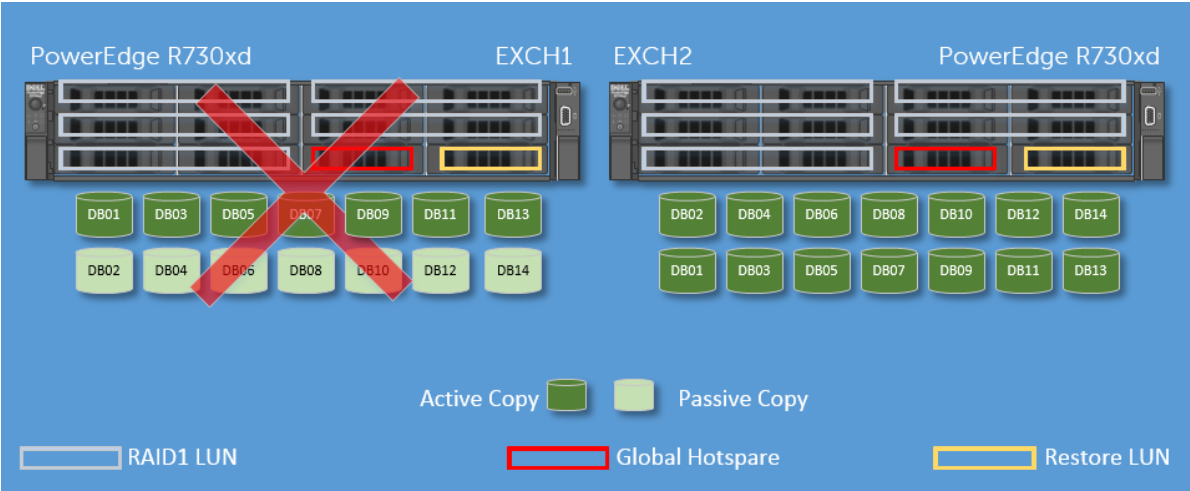 PowerEdge R730xd EXCH1 EXCH2 PowerEdge R730xd
DELL DELL
DB01 DB03 DB05 DB07 DB09 DB11 DB13 DB02 DB04 DB06 DB08 DB10 DB12 DB14
DB02 DB04 DB06 DB08 DB10 DB12 DB14 DB01 DB03 DB05 DB07 DB09 DB11 DB13
Active Copy Passive Copy
RAID1 LUN Global Hotspare Restore LUN